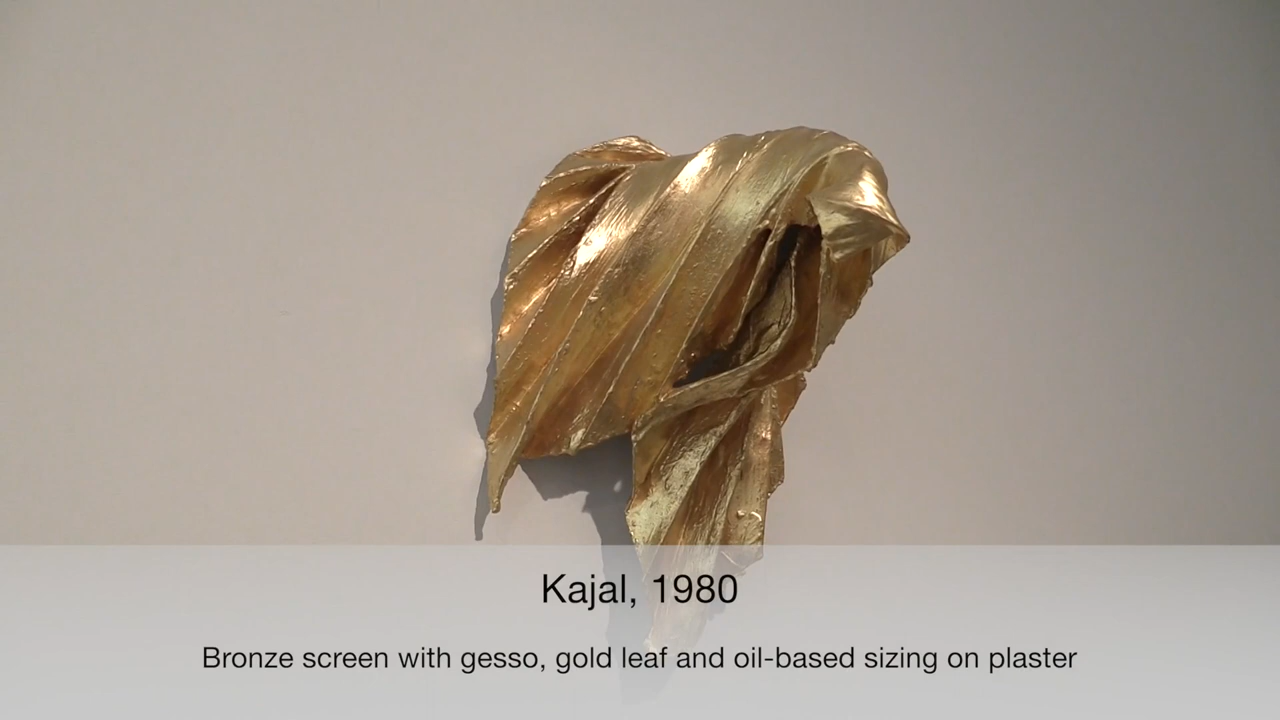 Kajal, 1980
Bronze screen with gesso, gold leaf and oil-based sizing on plaster